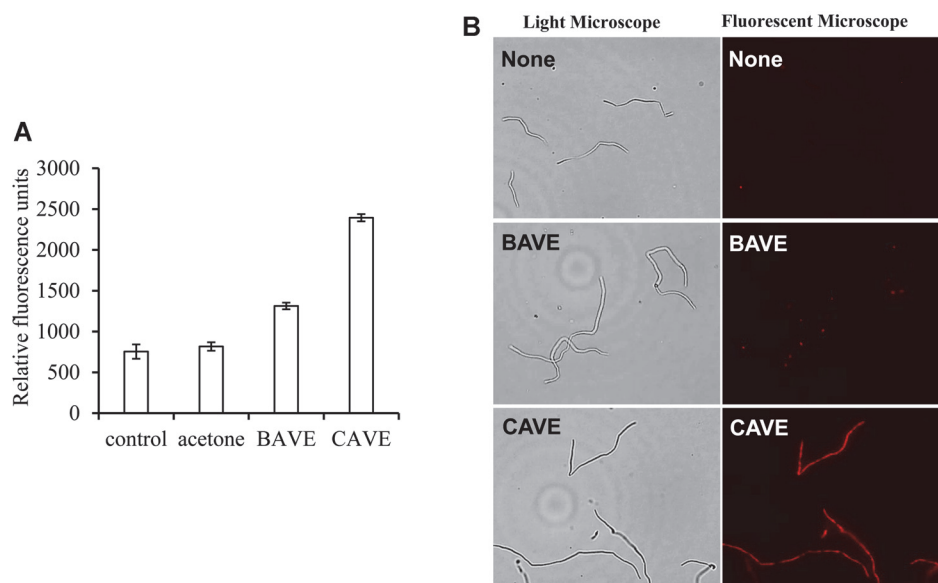 A
Relative fluorescence units
3000
2500
2000
1500
1000
500
0
control acetone BAVE CAVE
B
Light Microscope Fluorescent Microscope
None None
BAVE BAVE
CAVE CAVE